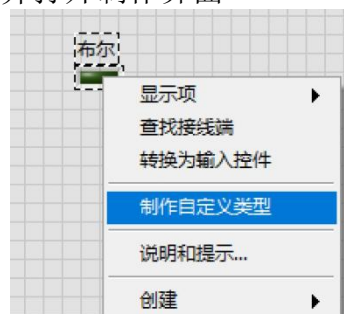 布尔
显示项
查找接线端
转换为输入控件
制作自定义类型
说明和提示...
创建